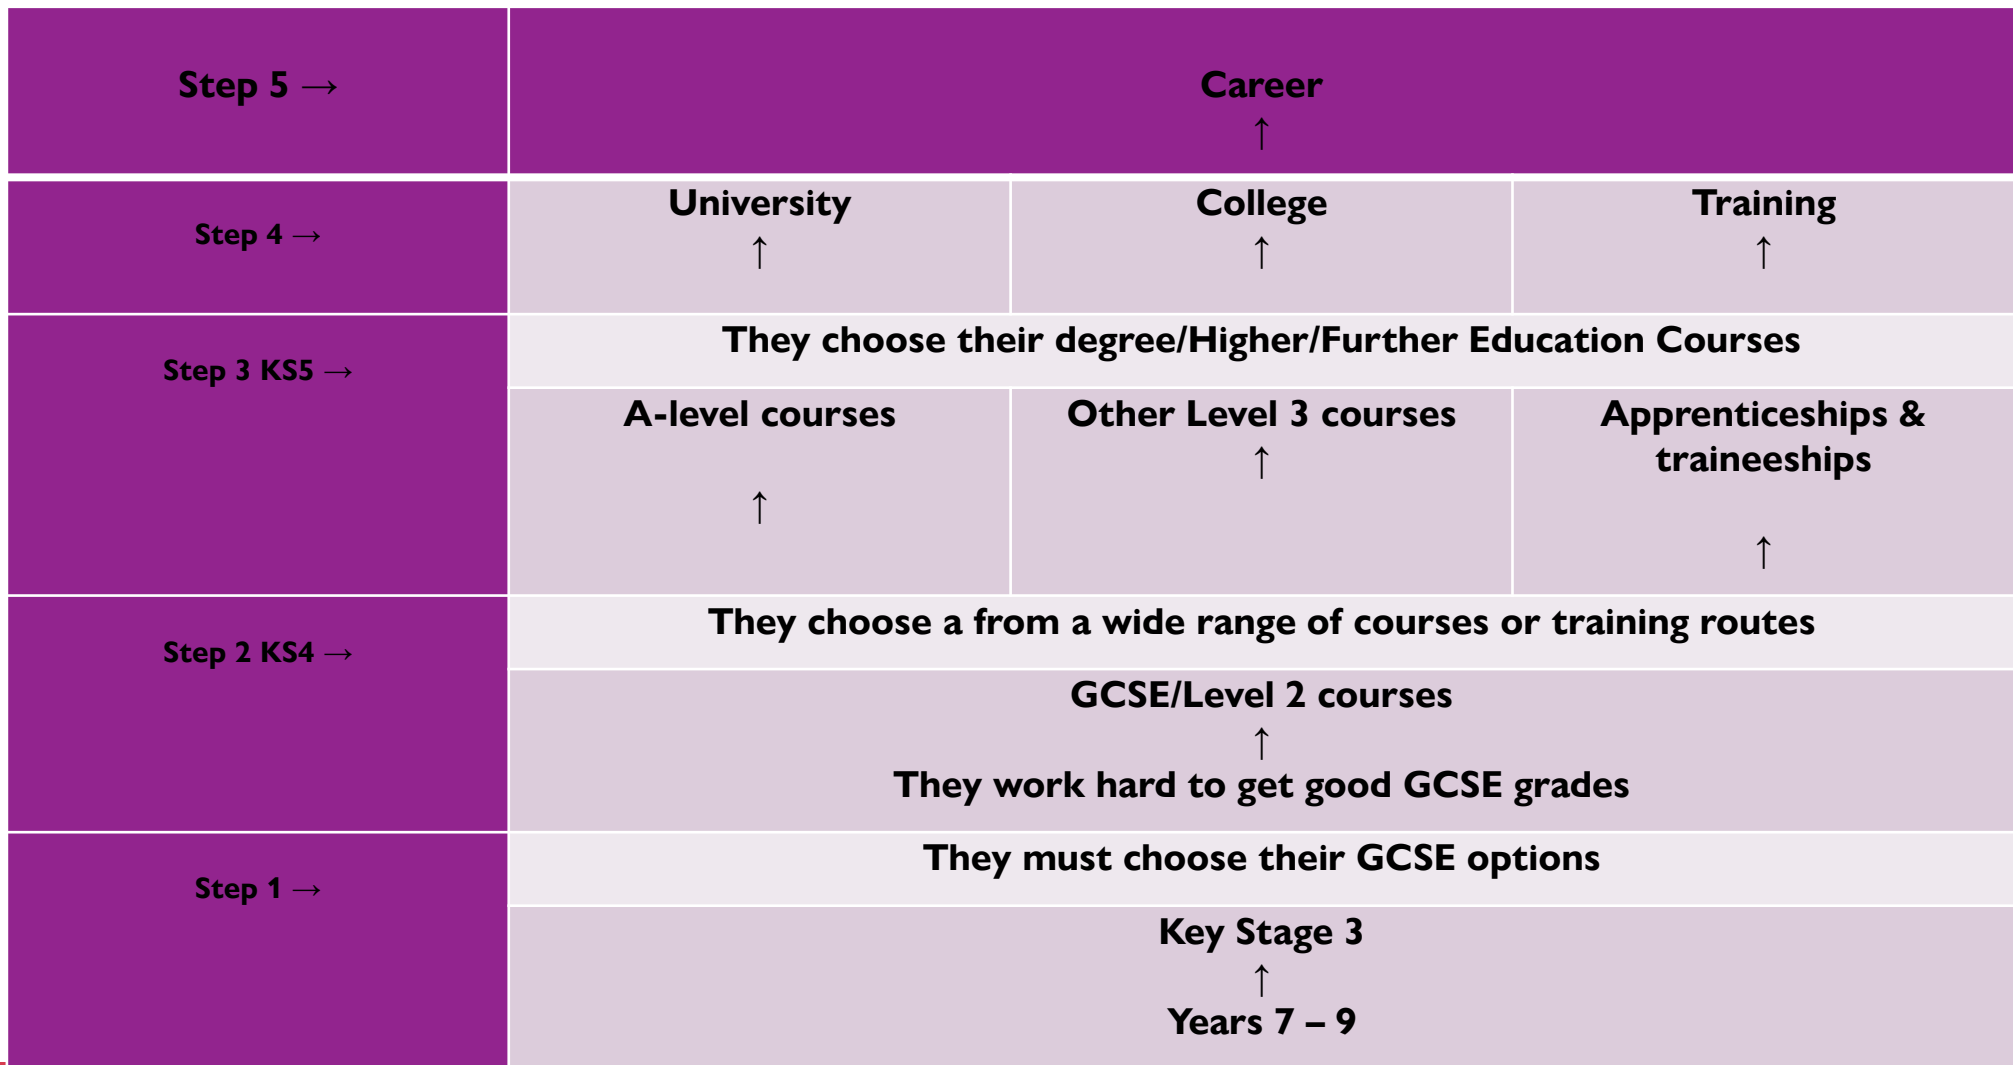 Step 5 →
Career
↑
Step 4 →
University
↑
College
↑
Training
↑
Step 3 KS5 →
They choose their degree/Higher/Further Education Courses
A-level courses
↑
Other Level 3 courses
↑
Apprenticeships &
traineeships
↑
Step 2 KS4 →
They choose a from a wide range of courses or training routes
GCSE/Level 2 courses
↑
They work hard to get good GCSE grades
Step 1 →
They must choose their GCSE options
Key Stage 3
↑
Years 7 – 9